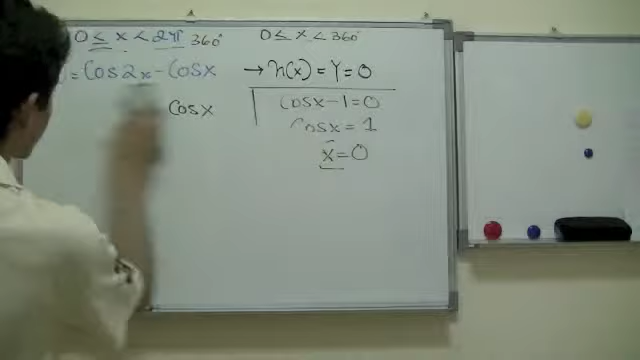 0 ≤ x < 2π 360° 0 ≤ x < 360°
= Cos2x - Cosx → h(x) = Y = 0
Cosx Cosx - 1 = 0
Cosx = 1
x = 0